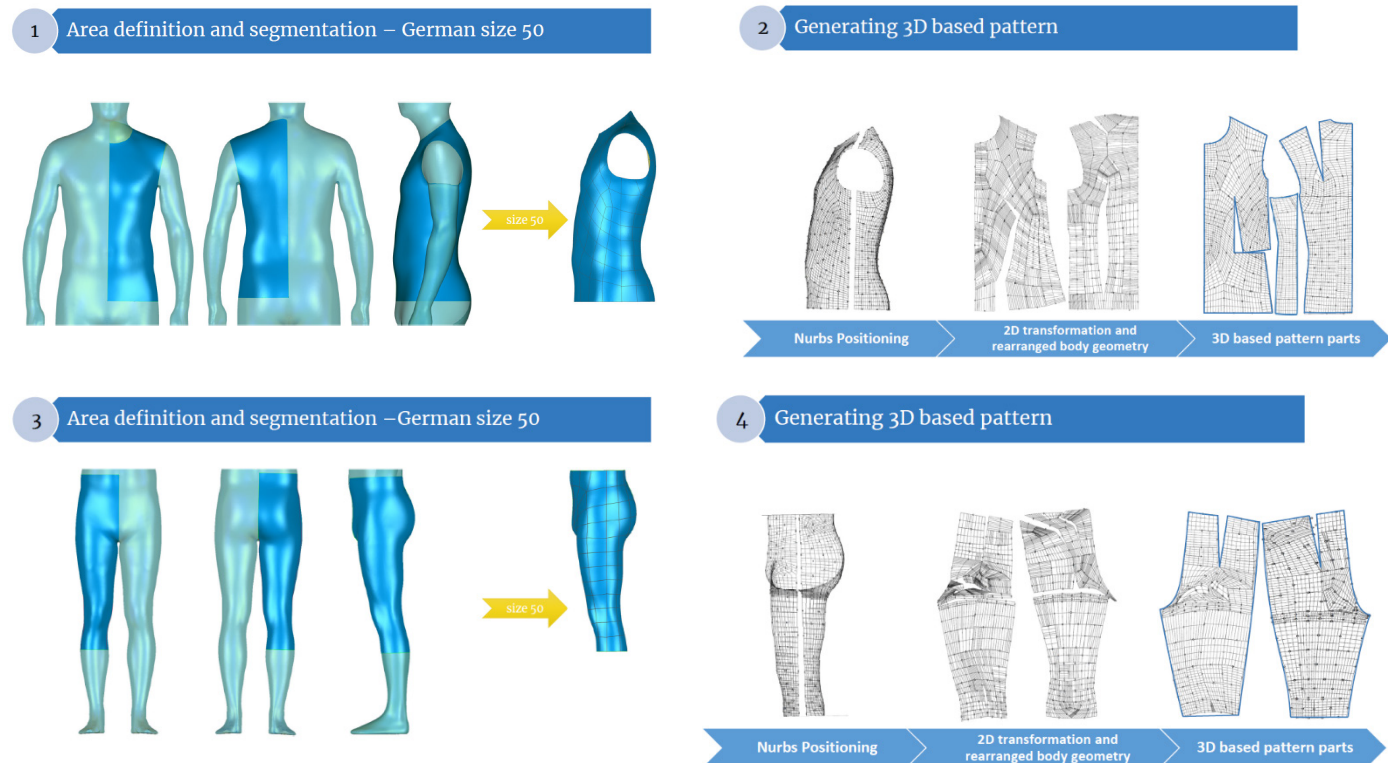 1 Area definition and segmentation – German size 50
2 Generating 3D based pattern
size 50
Nurbs Positioning
2D transformation and
rearranged body geometry
3D based pattern parts
3 Area definition and segmentation –German size 50
4 Generating 3D based pattern
size 50
Nurbs Positioning
2D transformation and
rearranged body geometry
3D based pattern parts